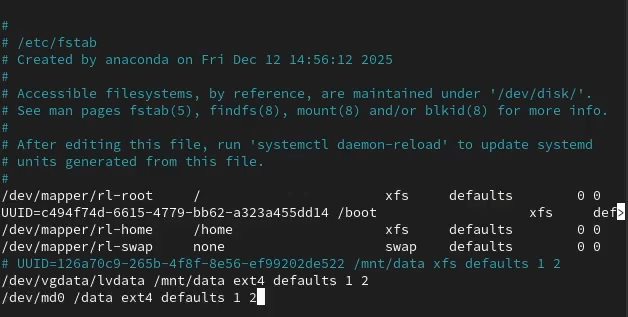 #
# /etc/fstab
# Created by anaconda on Fri Dec 12 14:56:12 2025
#
# Accessible filesystems, by reference, are maintained under '/dev/disk/'.
# See man pages fstab(5), findfs(8), mount(8) and/or blkid(8) for more info.
#
# After editing this file, run 'systemctl daemon-reload' to update systemd
# units generated from this file.
#
/dev/mapper/rl-root / xfs defaults 0 0
UUID=c494f74d-6615-4779-bb62-a323a455dd14 /boot xfs def>
/dev/mapper/rl-home /home xfs defaults 0 0
/dev/mapper/rl-swap none swap defaults 0 0
# UUID=126a70c9-265b-4f8f-8e56-ef99202de522 /mnt/data xfs defaults 1 2
/dev/vgdata/lvdata /mnt/data ext4 defaults 1 2
/dev/md0 /data ext4 defaults 1 2